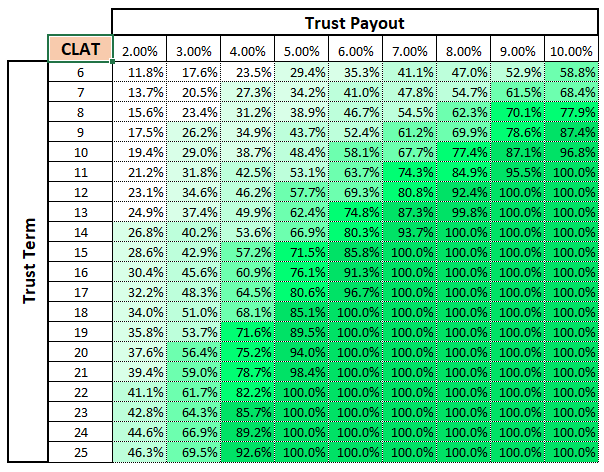 Trust Payout
CLAT 2.00% 3.00% 4.00% 5.00% 6.00% 7.00% 8.00% 9.00% 10.00%
Trust Term
6 11.8% 17.6% 23.5% 29.4% 35.3% 41.1% 47.0% 52.9% 58.8%
7 13.7% 20.5% 27.3% 34.2% 41.0% 47.8% 54.7% 61.5% 68.4%
8 15.6% 23.4% 31.2% 38.9% 46.7% 54.5% 62.3% 70.1% 77.9%
9 17.5% 26.2% 34.9% 43.7% 52.4% 61.2% 69.9% 78.6% 87.4%
10 19.4% 29.0% 38.7% 48.4% 58.1% 67.7% 77.4% 87.1% 96.8%
11 21.2% 31.8% 42.5% 53.1% 63.7% 74.3% 84.9% 95.5% 100.0%
12 23.1% 34.6% 46.2% 57.7% 69.3% 80.8% 92.4% 100.0% 100.0%
13 24.9% 37.4% 49.9% 62.4% 74.8% 87.3% 99.8% 100.0% 100.0%
14 26.8% 40.2% 53.6% 66.9% 80.3% 93.7% 100.0% 100.0% 100.0%
15 28.6% 42.9% 57.2% 71.5% 85.8% 100.0% 100.0% 100.0% 100.0%
16 30.4% 45.6% 60.9% 76.1% 91.3% 100.0% 100.0% 100.0% 100.0%
17 32.2% 48.3% 64.5% 80.6% 96.7% 100.0% 100.0% 100.0% 100.0%
18 34.0% 51.0% 68.1% 85.1% 100.0% 100.0% 100.0% 100.0% 100.0%
19 35.8% 53.7% 71.6% 89.5% 100.0% 100.0% 100.0% 100.0% 100.0%
20 37.6% 56.4% 75.2% 94.0% 100.0% 100.0% 100.0% 100.0% 100.0%
21 39.4% 59.0% 78.7% 98.4% 100.0% 100.0% 100.0% 100.0% 100.0%
22 41.1% 61.7% 82.2% 100.0% 100.0% 100.0% 100.0% 100.0% 100.0%
23 42.8% 64.3% 85.7% 100.0% 100.0% 100.0% 100.0% 100.0% 100.0%
24 44.6% 66.9% 89.2% 100.0% 100.0% 100.0% 100.0% 100.0% 100.0%
25 46.3% 69.5% 92.6% 100.0% 100.0% 100.0% 100.0% 100.0% 100.0%